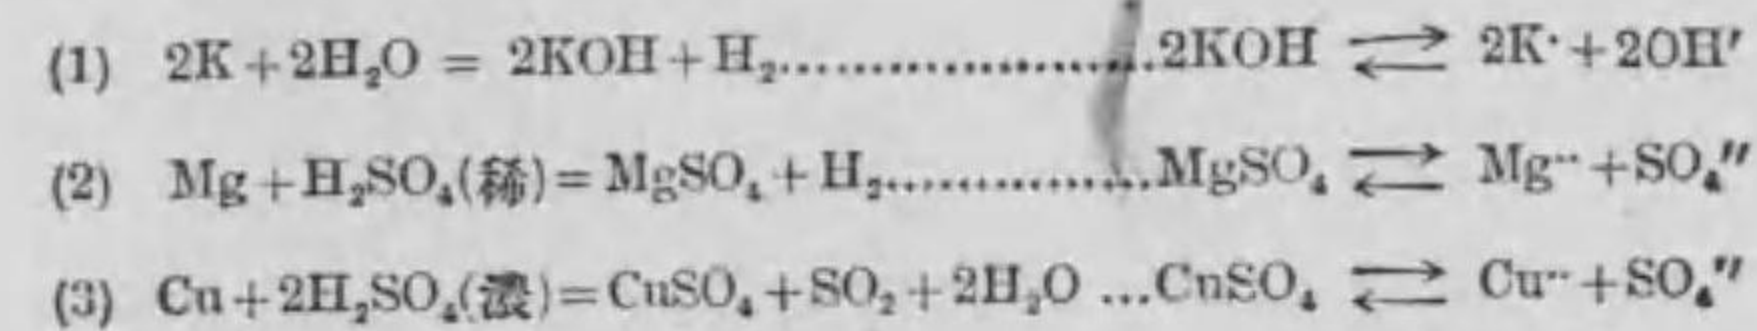 (1) 2K+2H₂O = 2KOH+H₂........................2KOH ⇄ 2K·+2OH′
(2) Mg+H₂SO₄(稀)=MgSO₄+H₂..................MgSO₄ ⇄ Mg··+SO₄″
(3) Cu+2H₂SO₄(濃)=CuSO₄+SO₂+2H₂O ...CuSO₄ ⇄ Cu··+SO₄″